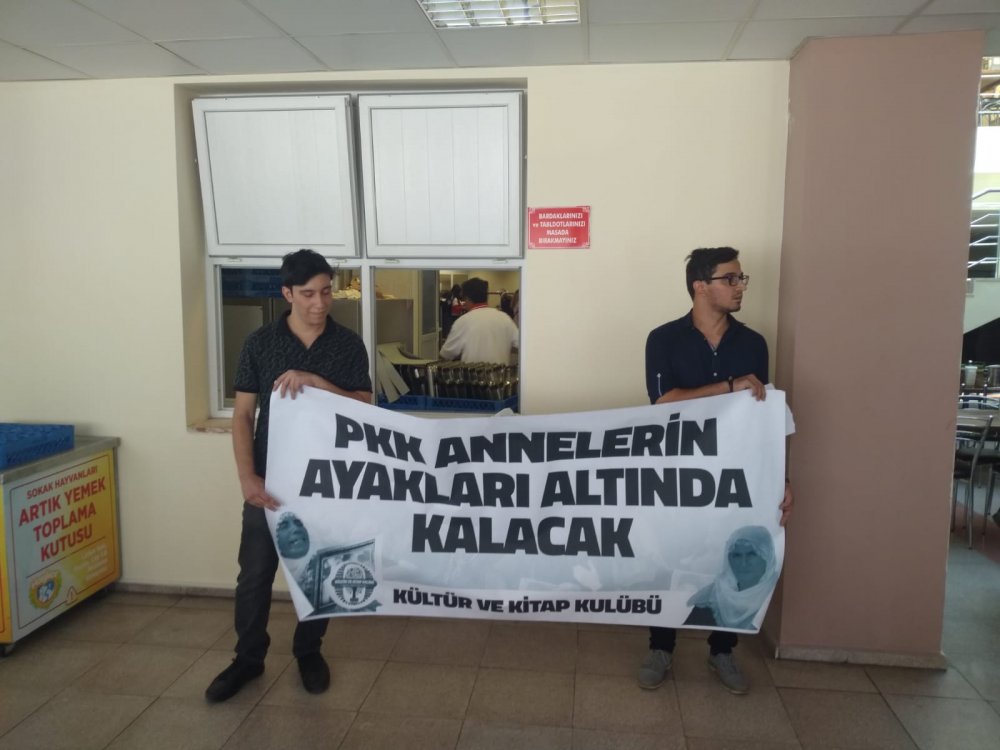 BARDAKLARINIZI
ve TABLDOTLARINIZI
MASADA
BIRAKMAYINIZ
PKK ANNELERİN
AYAKLARI ALTINDA
KALACAK
KÜLTÜR VE KİTAP KULÜBÜ
SOKAK HAYVANLARI
ARTIK YEMEK
TOPLAMA
KUTUSU